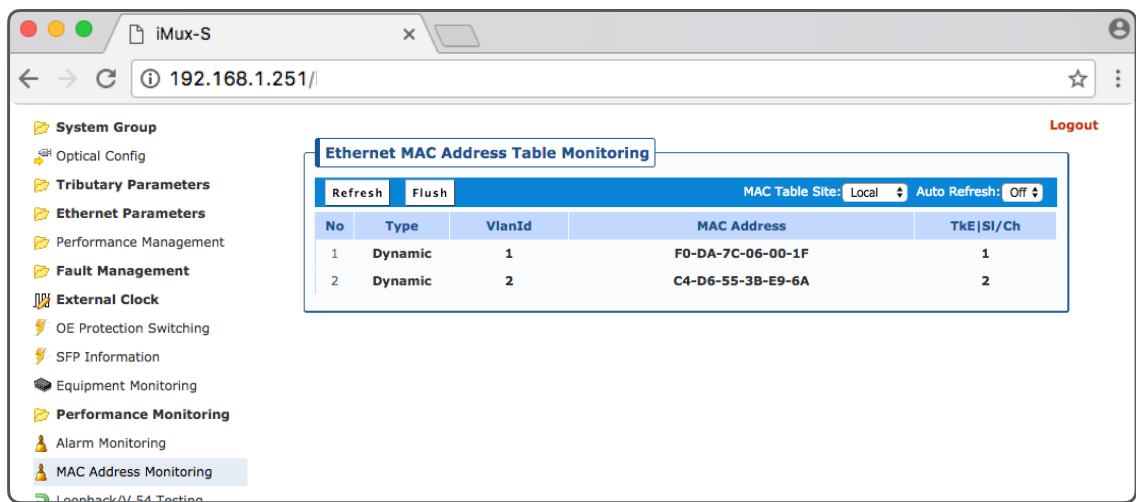 iMux-S
192.168.1.251/
System Group
Optical Config
Tributary Parameters
Ethernet Parameters
Performance Management
Fault Management
External Clock
OE Protection Switching
SFP Information
Equipment Monitoring
Performance Monitoring
Alarm Monitoring
MAC Address Monitoring
Loopback/V.54 Testing
Logout
Ethernet MAC Address Table Monitoring
Refresh Flush MAC Table Site: Local Auto Refresh: Off
No Type VlanId MAC Address TkE|Sl/Ch
1 Dynamic 1 F0-DA-7C-06-00-1F 1
2 Dynamic 2 C4-D6-55-3B-E9-6A 2